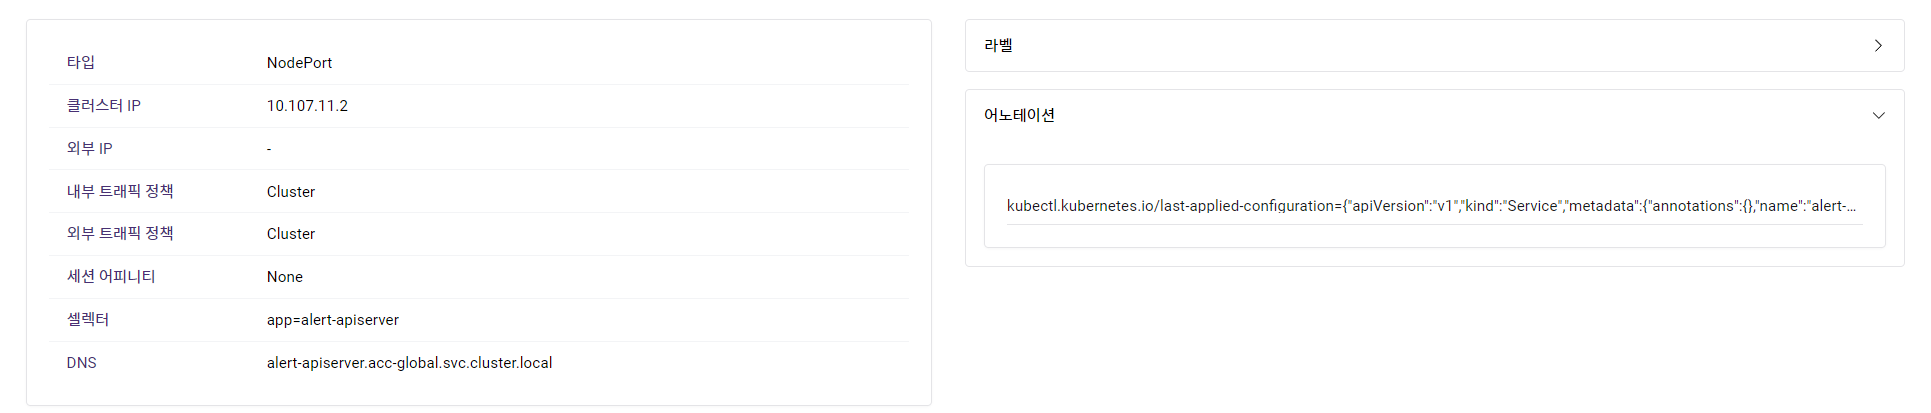 타입 NodePort
클러스터 IP 10.107.11.2
외부 IP -
내부 트래픽 정책 Cluster
외부 트래픽 정책 Cluster
세션 어피니티 None
셀렉터 app=alert-apiserver
DNS alert-apiserver.acc-global.svc.cluster.local
라벨
어노테이션
kubectl.kubernetes.io/last-applied-configuration={"apiVersion":"v1","kind":"Service","metadata":{"annotations":{},"name":"alert-...